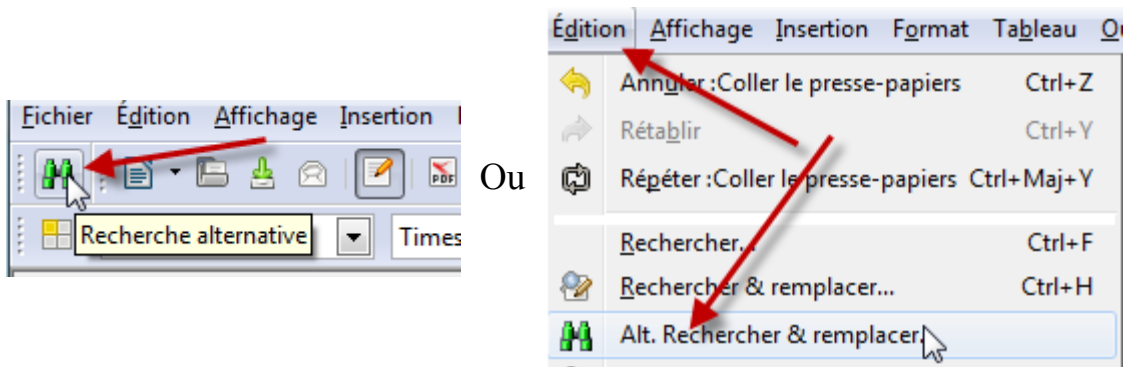 Fichier Édition Affichage Insertion
PDF
Recherche alternative
Times
Ou
Édition Affichage Insertion Format Tableau
Annuler :Coller le presse-papiers Ctrl+Z
Rétablir Ctrl+Y
Répéter :Coller le presse-papiers Ctrl+Maj+Y
Rechercher... Ctrl+F
Rechercher & remplacer... Ctrl+H
Alt. Rechercher & remplacer.